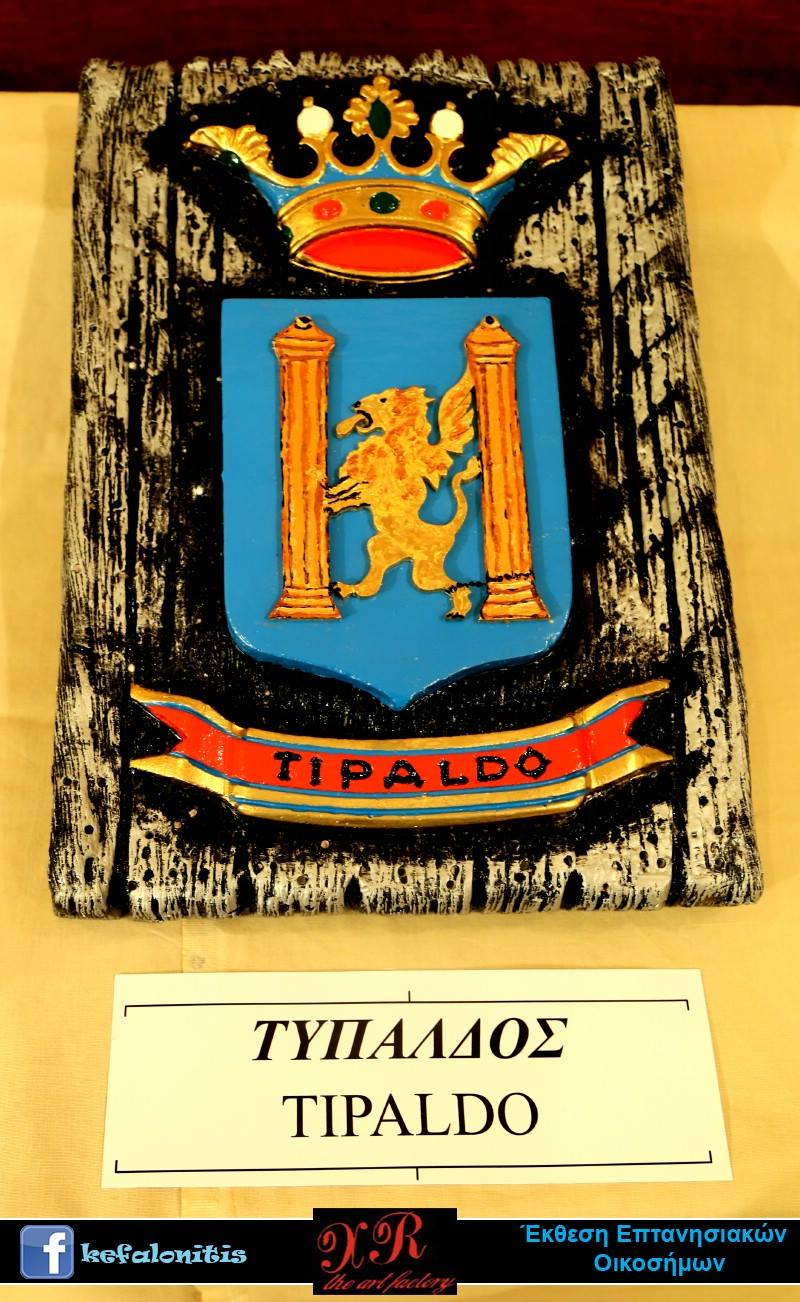 TIPALDO
ΤΥΠΑΛΔΟΣ
TIPALDO
f kefalonitis
XR
the art factory
Έκθεση Επτανησιακών
Οικοσήμων